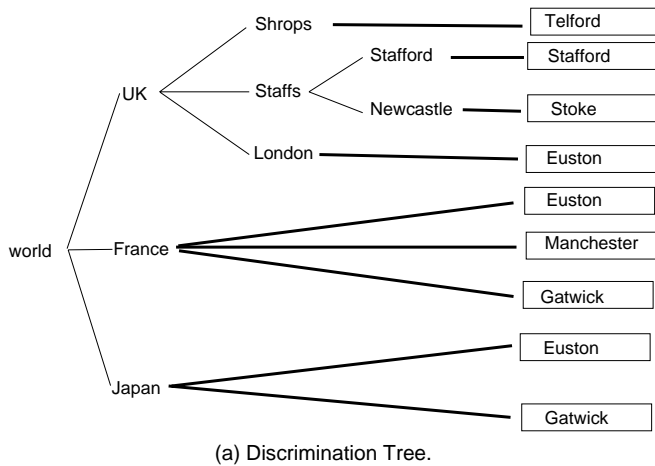 Shrops Telford
Stafford Stafford
UK Staffs
Newcastle Stoke
London Euston
Euston
world France Manchester
Gatwick
Euston
Japan
Gatwick
(a) Discrimination Tree.